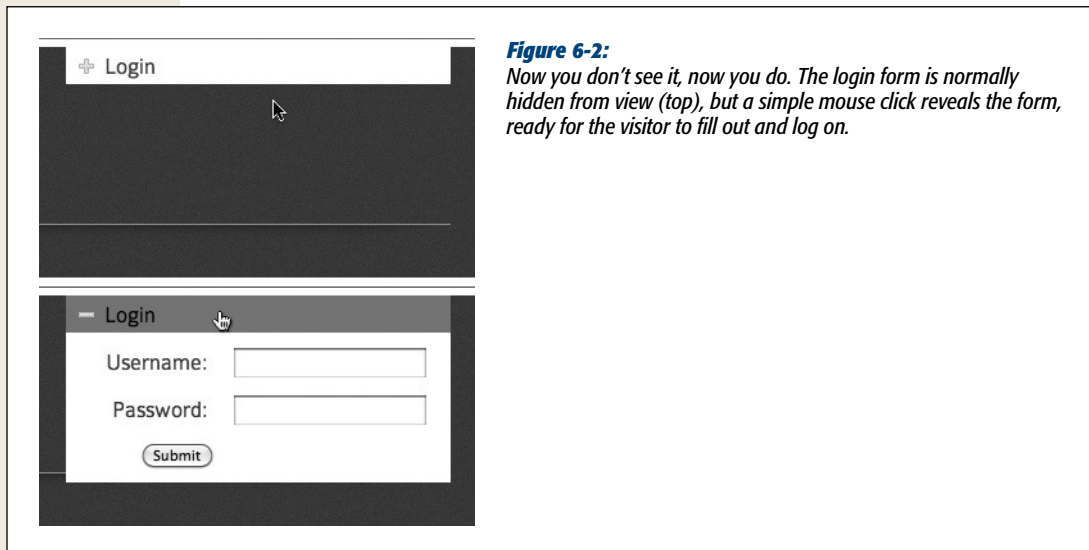 Login
Figure 6-2:
Now you don't see it, now you do. The login form is normally
hidden from view (top), but a simple mouse click reveals the form,
ready for the visitor to fill out and log on.
Login
Username:
Password:
Submit